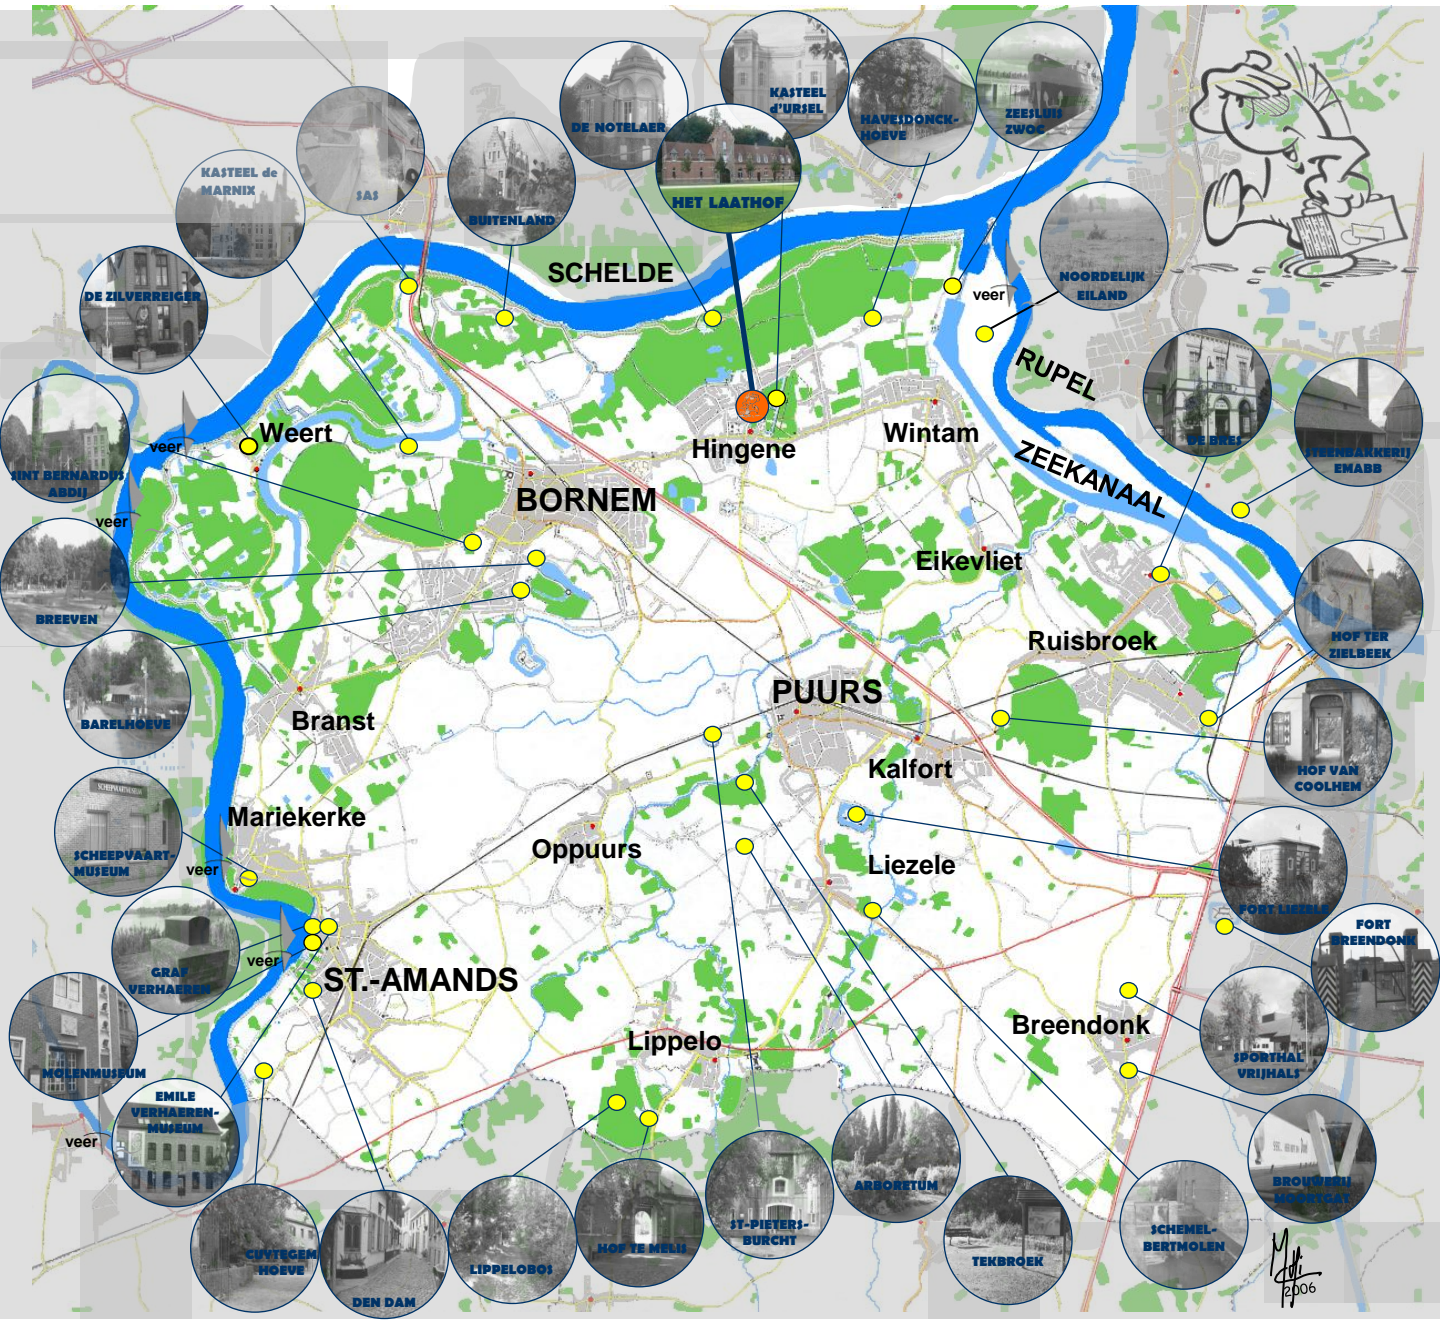 KASTEEL
d'URSEL
DE NOTELAER
HAVESDONCK-
HOEVE
ZEESLUIS
ZWOC
KASTEEL de
MARNIX
SAS
BUITENLAND
HET LAATHOF
DE ZILVERREIGER
SCHELDE
NOORDELIJK
EILAND
veer
RUPEL
DE BRES
STEENBAKKERIJ
EMABB
SINT BERNARDUS
ABDIJ
veer
Weert
Hingene
Wintam
ZEEKANAAL
BORNEM
veer
Eikevliet
BREEVEN
Ruisbroek
HOF TER
ZIELBEEK
BARELHOEVE
Branst
PUURS
Kalfort
HOF VAN
COOLHEM
SCHEEPVAARTMUSEUM
Mariekerke
SCHEEPVAART-
MUSEUM
veer
Oppuurs
Liezele
FORT LIEZELE
FORT
BREENDONK
GRAF
VERHAEREN
veer
ST.-AMANDS
Lippelo
Breendonk
MOLENMUSEUM
SPORTHAL
VRIJHALS
EMILE
VERHAEREN-
MUSEUM
veer
BROUWERIJ
MOORTGAT
ARBORETUM
ST-PIETERS-
BURCHT
SCHEMEL-
BERTMOLEN
CUYTEGEM
HOEVE
LIPPELOBOS
HOF TE MELIS
TEKBROEK
DEN DAM
2006